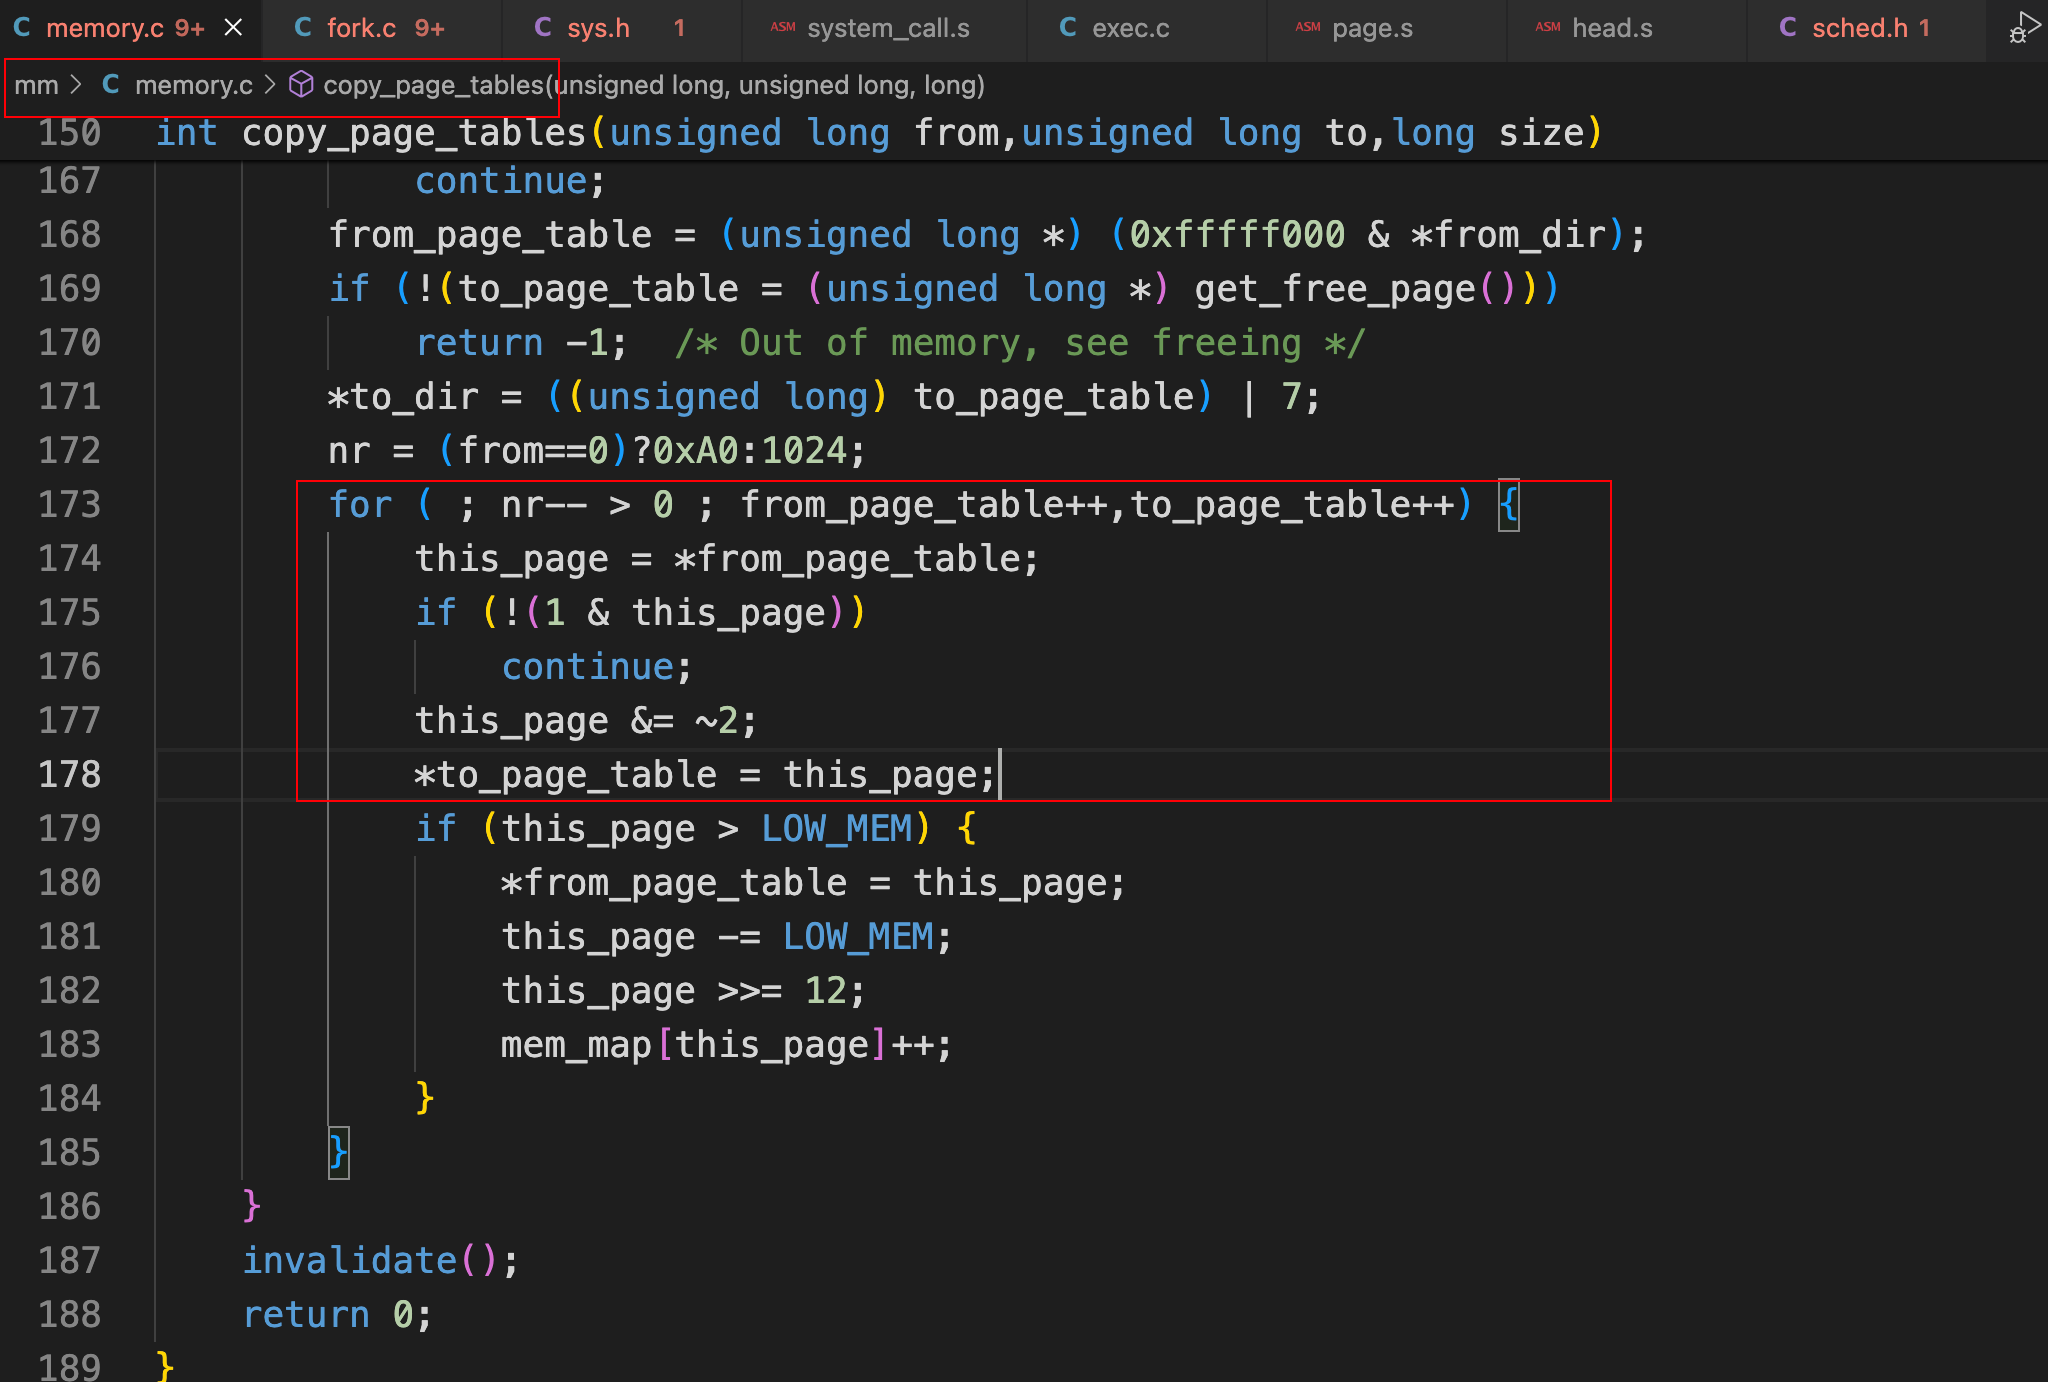 C memory.c 9+ × C fork.c 9+ C sys.h 1 ASM system_call.s C exec.c ASM page.s ASM head.s C sched.h 1
mm > C memory.c > copy_page_tables(unsigned long, unsigned long, long)
150 int copy_page_tables(unsigned long from,unsigned long to,long size)
167 continue;
168 from_page_table = (unsigned long *) (0xfffff000 & *from_dir);
169 if (!(to_page_table = (unsigned long *) get_free_page()))
170 return -1; /* Out of memory, see freeing */
171 *to_dir = ((unsigned long) to_page_table) | 7;
172 nr = (from==0)?0xA0:1024;
173 for ( ; nr-- > 0 ; from_page_table++,to_page_table++) {
174 this_page = *from_page_table;
175 if (!(1 & this_page))
176 continue;
177 this_page &= ~2;
178 *to_page_table = this_page;
179 if (this_page > LOW_MEM) {
180 *from_page_table = this_page;
181 this_page -= LOW_MEM;
182 this_page >>= 12;
183 mem_map[this_page]++;
184 }
185 }
186 }
187 invalidate();
188 return 0;
189 }